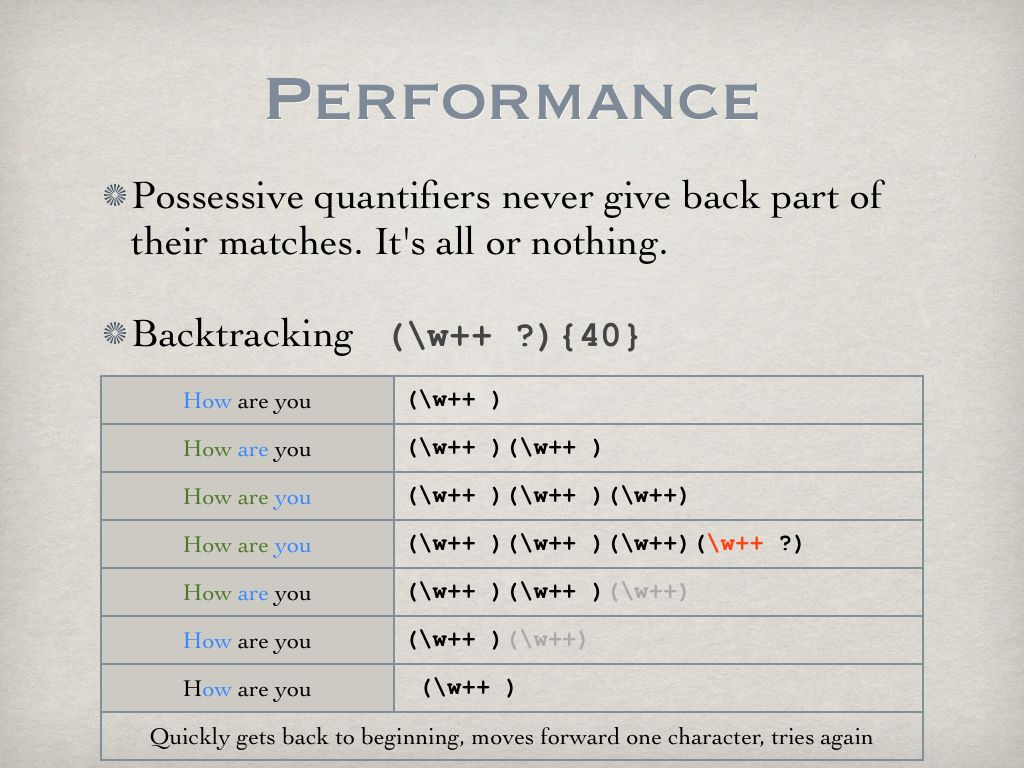 PERFORMANCE
Possessive quantifiers never give back part of
their matches. It's all or nothing.
Backtracking (\w++ ?){40}
How are you (\w++ )
How are you (\w++ )(\w++ )
How are you (\w++ )(\w++ )(\w++)
How are you (\w++ )(\w++ )(\w++)(\w++ ?)
How are you (\w++ )(\w++ )(\w++)
How are you (\w++ )(\w++)
How are you (\w++ )
Quickly gets back to beginning, moves forward one character, tries again